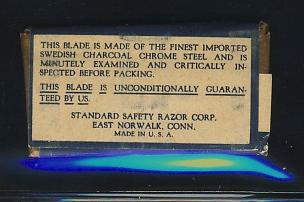 THIS BLADE IS MADE OF THE FINEST IMPORTED
SWEDISH CHARCOAL CHROME STEEL AND IS
MINUTELY EXAMINED AND CRITICALLY IN-
SPECTED BEFORE PACKING.
THIS BLADE IS UNCONDITIONALLY GUARAN-
TEED BY US.
STANDARD SAFETY RAZOR CORP.
EAST NORWALK, CONN.
MADE IN U. S. A.